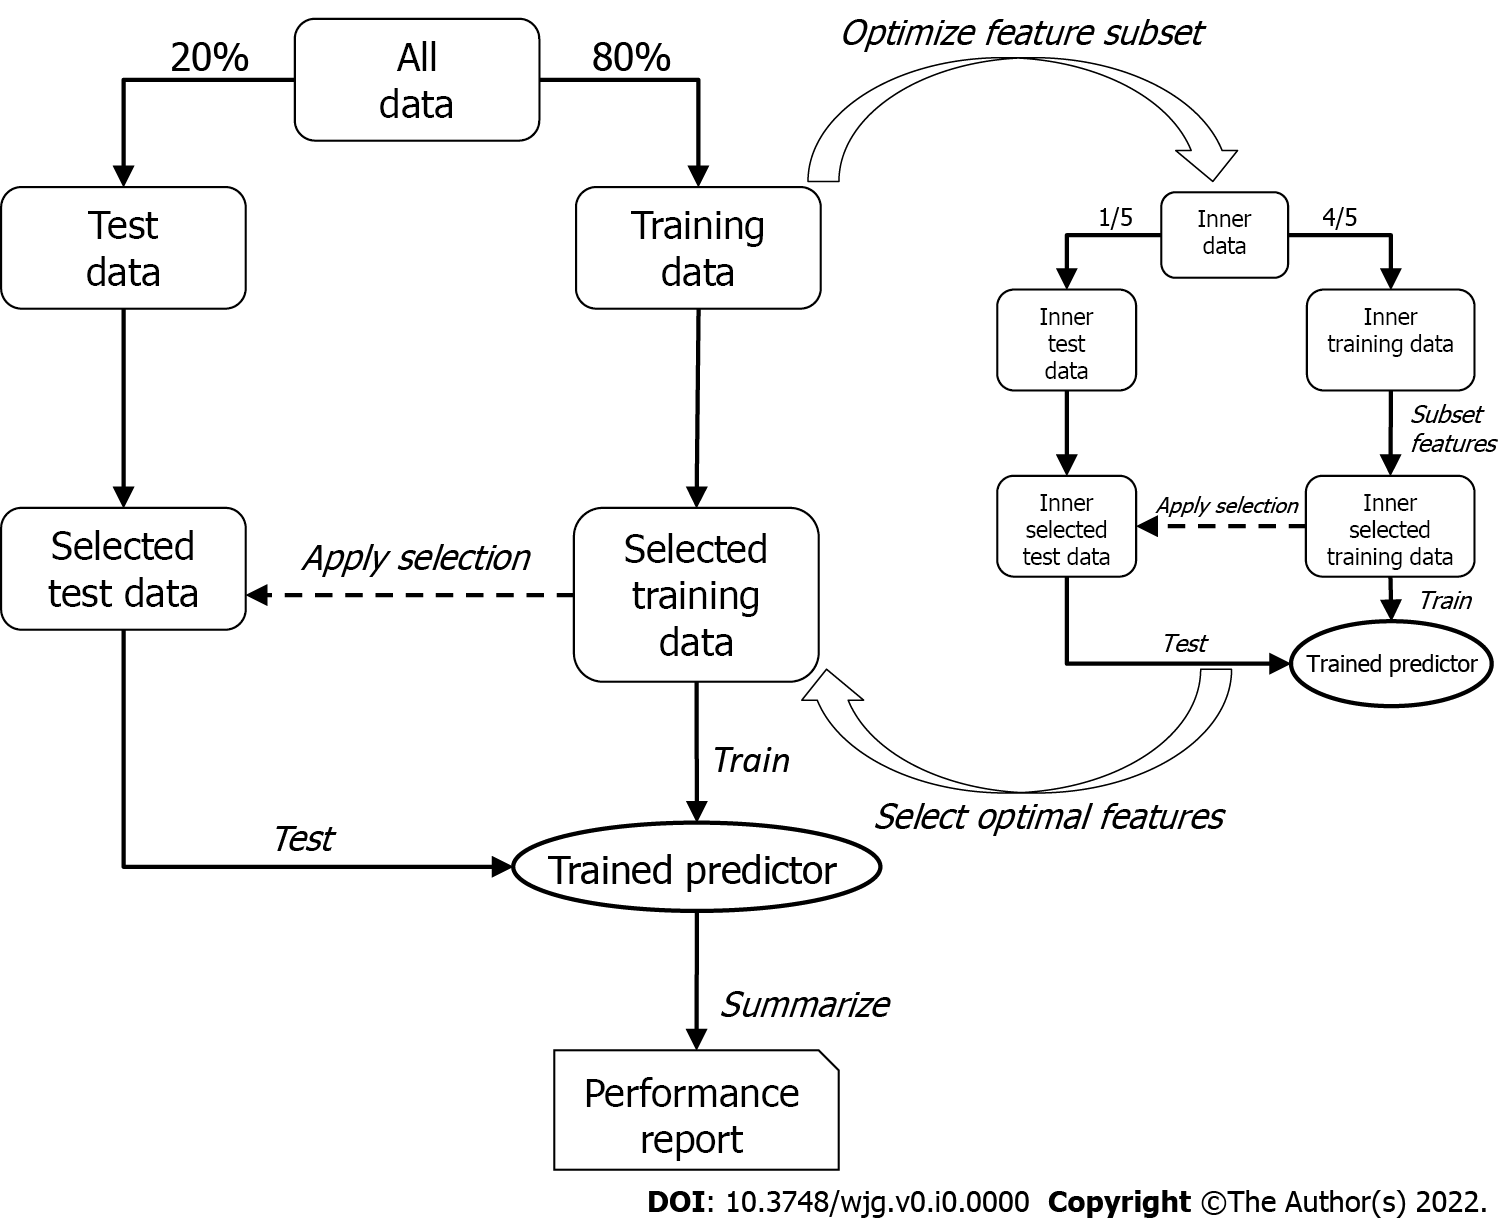 Optimize feature subset
20%
All
data
80%
Test
data
Training
data
1/5
Inner
data
4/5
Inner
test
data
Inner
training data
Subset
features
Selected
test data
Apply selection
Selected
training
data
Inner
selected
test data
Apply selection
Inner
selected
training data
Train
Test
Trained predictor
Train
Select optimal features
Test
Trained predictor
Summarize
Performance
report
DOI: 10.3748/wjg.v0.i0.0000 Copyright ©The Author(s) 2022.